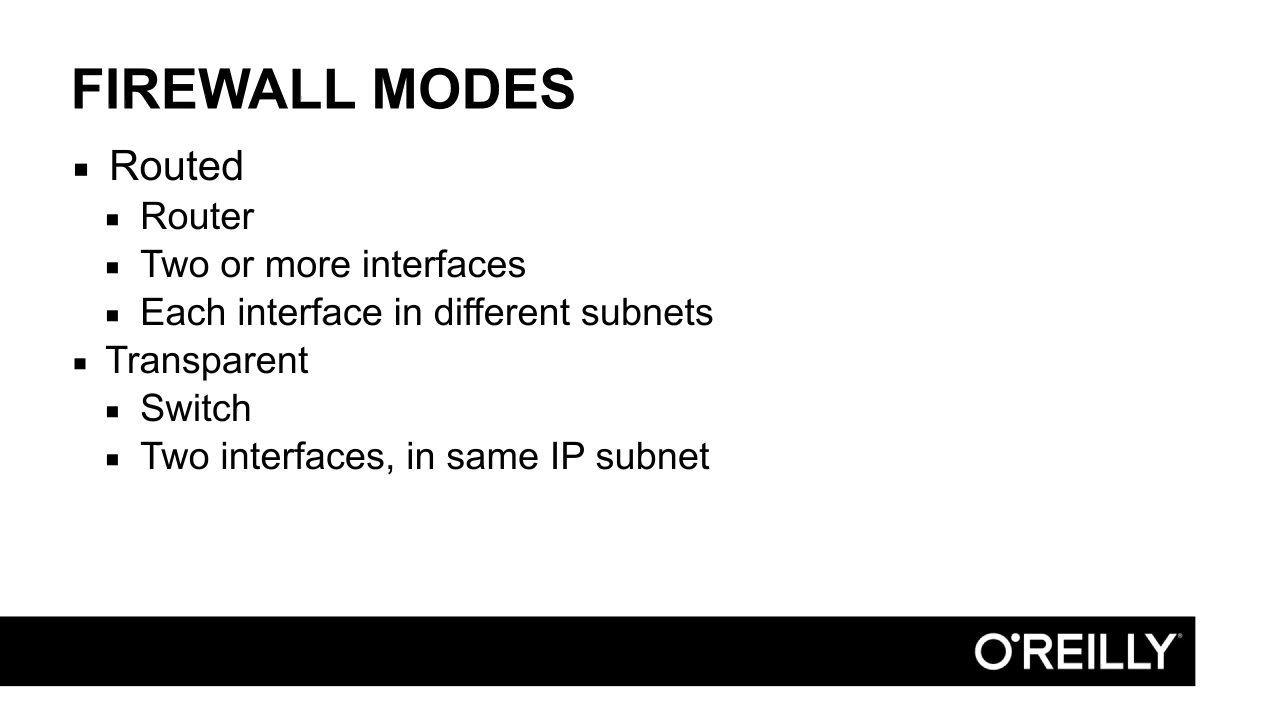 FIREWALL MODES
▪ Routed
▪ Router
▪ Two or more interfaces
▪ Each interface in different subnets
▪ Transparent
▪ Switch
▪ Two interfaces, in same IP subnet
O'REILLY®